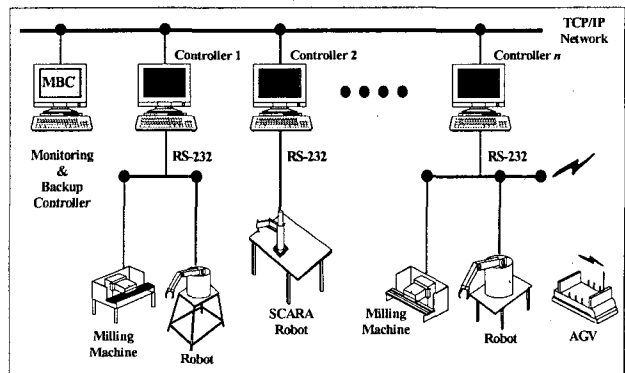 TCP/IP
Network
Controller 1
Controller 2
Controller n
MBC
Monitoring
&
Backup
Controller
RS-232
RS-232
RS-232
Milling
Machine
Robot
SCARA
Robot
Milling
Machine
Robot
AGV